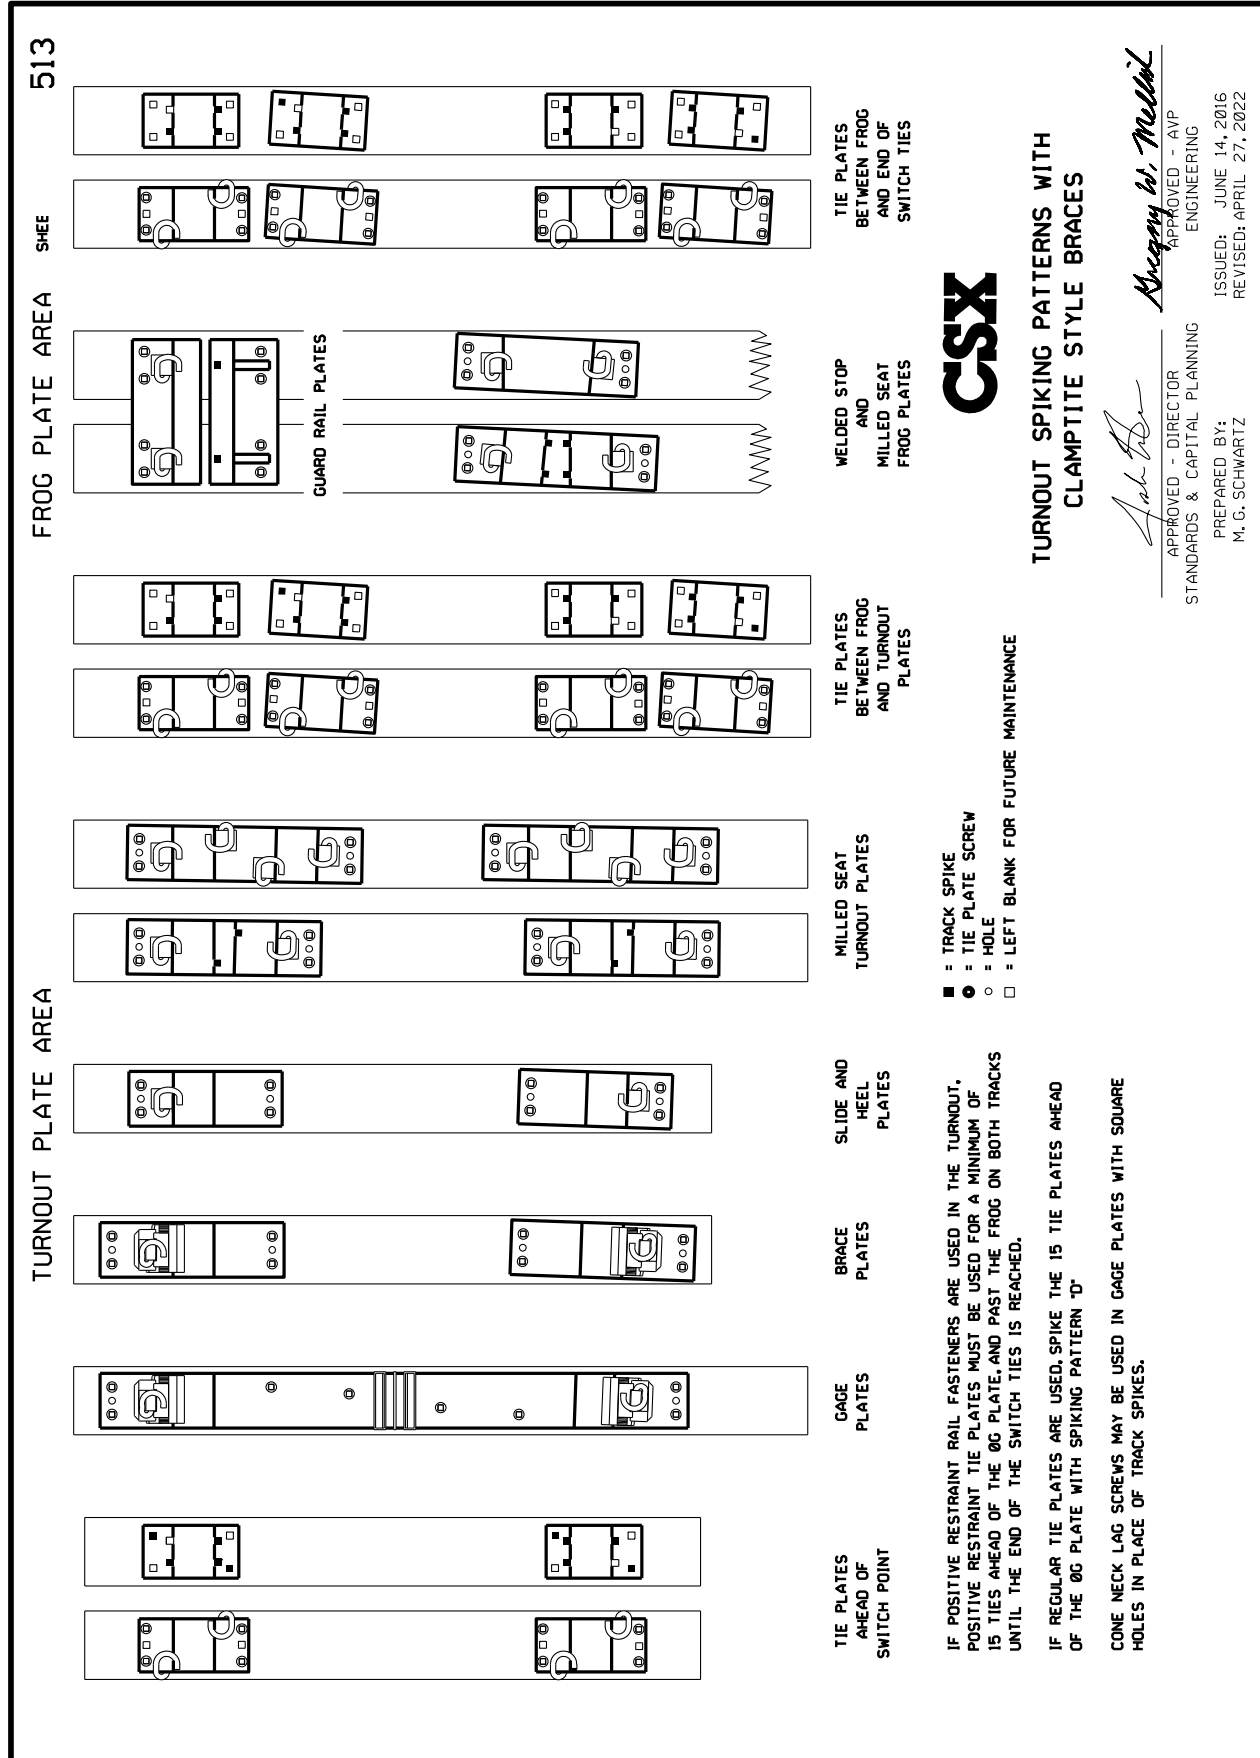 SHEE
513
TURNOUT PLATE AREA
FROG PLATE AREA
GUARD RAIL PLATES
TIE PLATES
AHEAD OF
SWITCH POINT
GAGE
PLATES
BRACE
PLATES
SLIDE AND
HEEL
PLATES
MILLED SEAT
TURNOUT PLATES
TIE PLATES
BETWEEN FROG
AND TURNOUT
PLATES
WELDED STOP
AND
MILLED SEAT
FROG PLATES
TIE PLATES
BETWEEN FROG
AND END OF
SWITCH TIES
IF POSITIVE RESTRAINT RAIL FASTENERS ARE USED IN THE TURNOUT,
POSITIVE RESTRAINT TIE PLATES MUST BE USED FOR A MINIMUM OF
15 TIES AHEAD OF THE 0G PLATE, AND PAST THE FROG ON BOTH TRACKS
UNTIL THE END OF THE SWITCH TIES IS REACHED.
IF REGULAR TIE PLATES ARE USED, SPIKE THE 15 TIE PLATES AHEAD
OF THE 0G PLATE WITH SPIKING PATTERN "D"
CONE NECK LAG SCREWS MAY BE USED IN GAGE PLATES WITH SQUARE
HOLES IN PLACE OF TRACK SPIKES.
= TRACK SPIKE
= TIE PLATE SCREW
= HOLE
= LEFT BLANK FOR FUTURE MAINTENANCE
CSX
TURNOUT SPIKING PATTERNS WITH
CLAMPTITE STYLE BRACES
Gregory W. Mellish
APPROVED - DIRECTOR
STANDARDS & CAPITAL PLANNING
APPROVED - AVP
ENGINEERING
PREPARED BY:
M. G. SCHWARTZ
ISSUED: JUNE 14, 2016
REVISED: APRIL 27, 2022